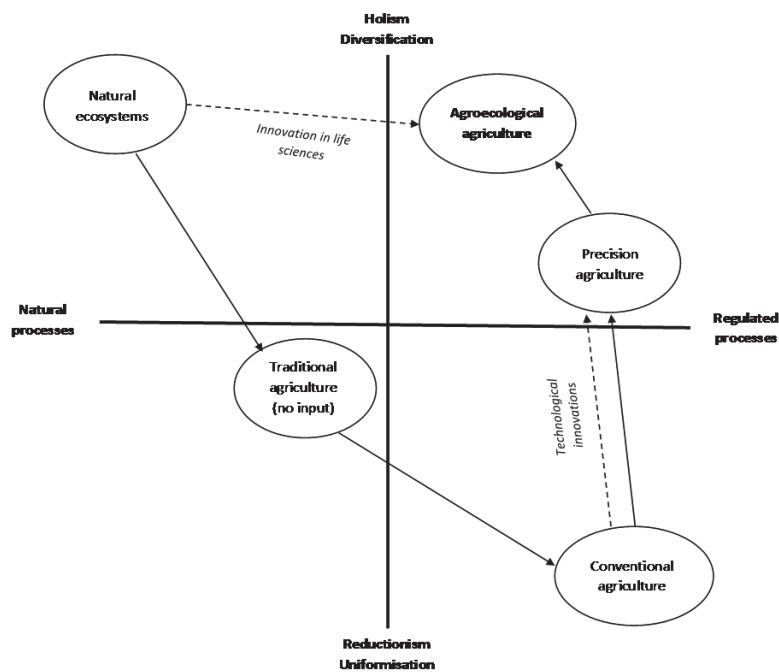 Holism
Diversification
Natural
ecosystems
Innovation in life
sciences
Agroecological
agriculture
Precision
agriculture
Natural
processes
Regulated
processes
Traditional
agriculture
(no input)
Technological
innovations
Conventional
agriculture
Reductionism
Uniformisation